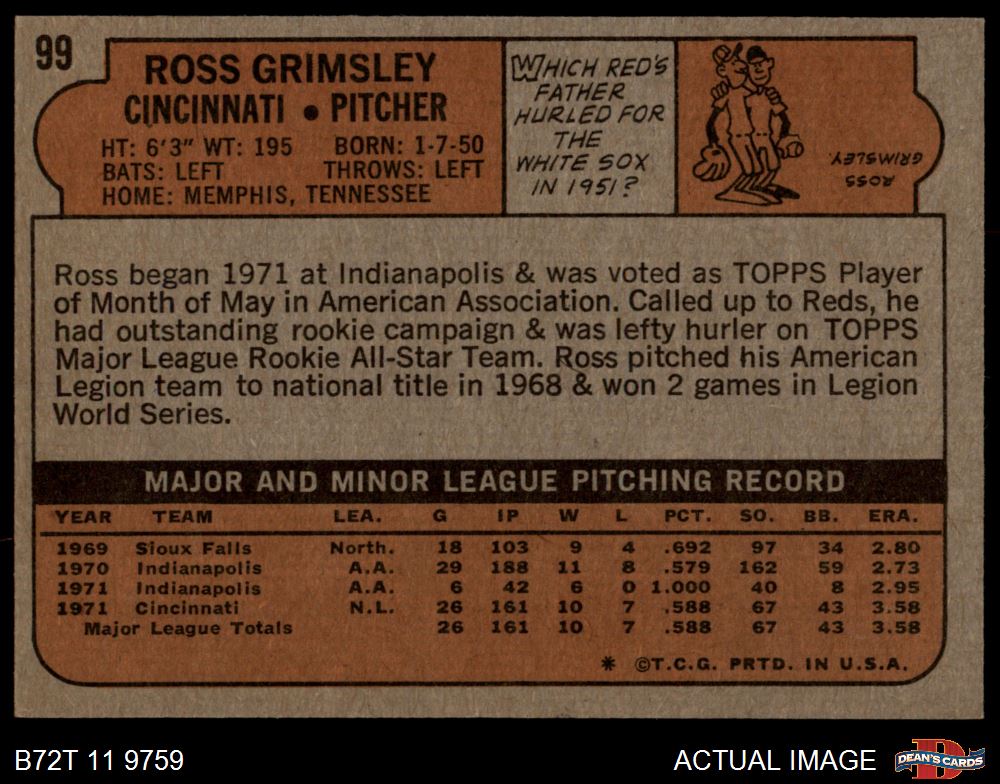 99
ROSS GRIMSLEY
CINCINNATI • PITCHER
HT: 6'3" WT: 195 BORN: 1-7-50
BATS: LEFT THROWS: LEFT
HOME: MEMPHIS, TENNESSEE
WHICH RED'S
FATHER
HURLED FOR
THE
WHITE SOX
IN 1951?
ROSS
GRIMSLEY
Ross began 1971 at Indianapolis & was voted as TOPPS Player
of Month of May in American Association. Called up to Reds, he
had outstanding rookie campaign & was lefty hurler on TOPPS
Major League Rookie All-Star Team. Ross pitched his American
Legion team to national title in 1968 & won 2 games in Legion
World Series.
MAJOR AND MINOR LEAGUE PITCHING RECORD
YEAR TEAM LEA. G IP W L PCT. SO. BB. ERA.
1969 Sioux Falls North. 18 103 9 4 .692 97 34 2.80
1970 Indianapolis A.A. 29 188 11 8 .579 162 59 2.73
1971 Indianapolis A.A. 6 42 6 0 1.000 40 8 2.95
1971 Cincinnati N.L. 26 161 10 7 .588 67 43 3.58
Major League Totals 26 161 10 7 .588 67 43 3.58
* ©T.C.G. PRTD. IN U.S.A.
B72T 11 9759
ACTUAL IMAGE
D
DEAN'S CARDS